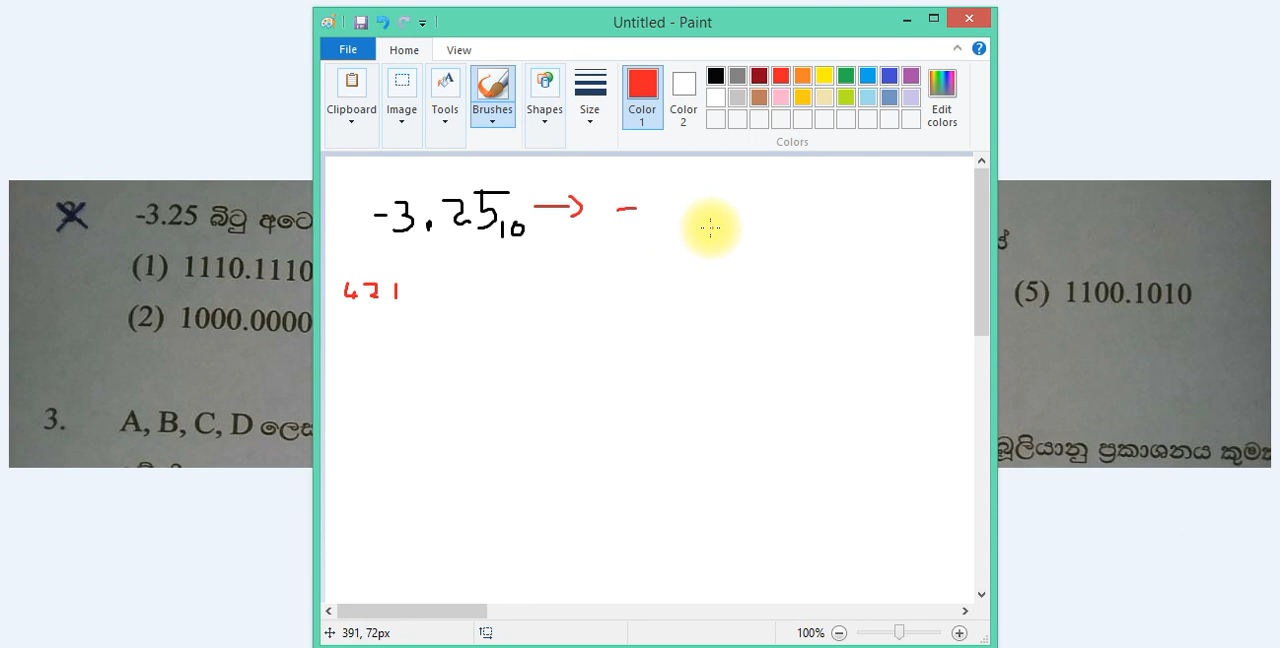 Untitled - Paint
File Home View
Clipboard Image Tools Brushes Shapes Size Color 1 Color 2 Edit colors
Colors
-3.25 බිටු
(1) 1110.1110
(2) 1000.0000
(5) 1100.1010
3. A, B, C, D
බූලියානු ප්‍රකාශනය
-3.25₁₀ → -
421
391, 72px
100%